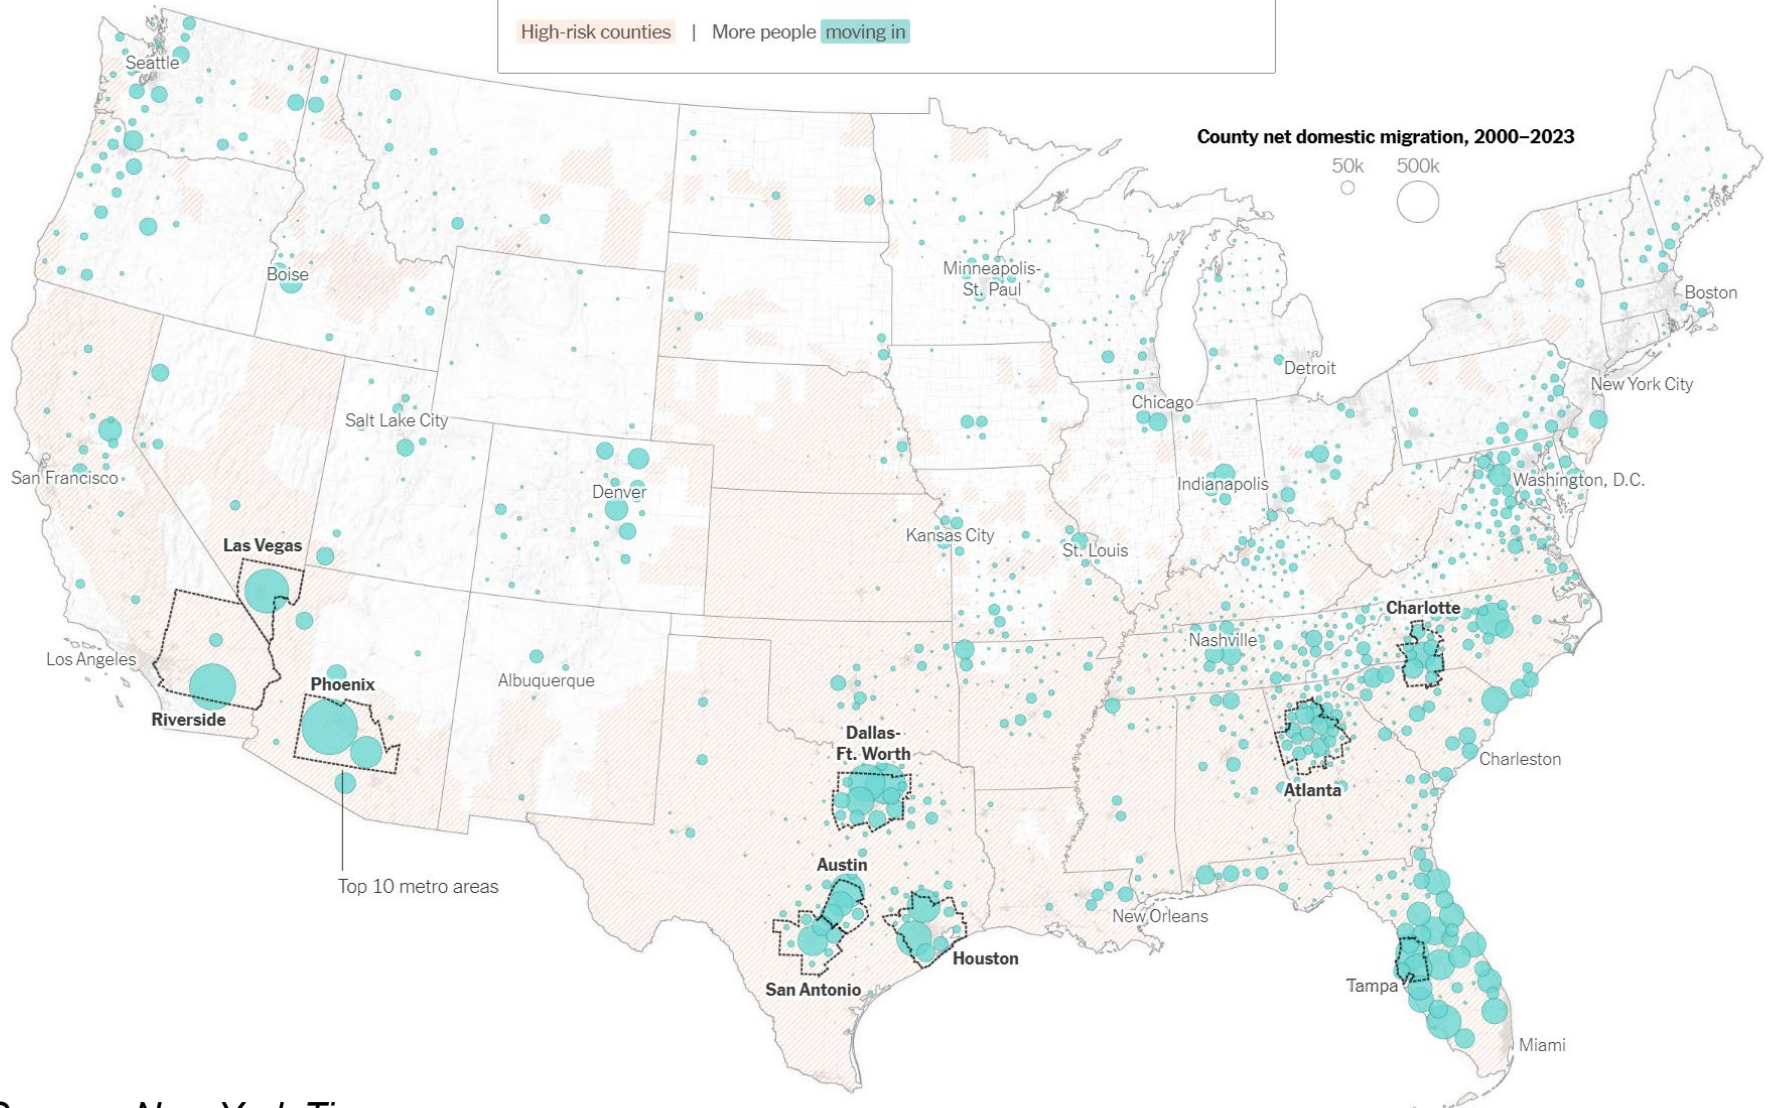 High-risk counties | More people moving in
County net domestic migration, 2000–2023
50k 500k
Seattle
Boise
Minneapolis-
St. Paul
Boston
Detroit
New York City
Chicago
Salt Lake City
San Francisco
Denver
Indianapolis
Washington, D.C.
Kansas City
St. Louis
Las Vegas
Charlotte
Nashville
Los Angeles
Albuquerque
Phoenix
Riverside
Dallas-
Ft. Worth
Charleston
Atlanta
Austin
Top 10 metro areas
New Orleans
Houston
San Antonio
Tampa
Miami
New York